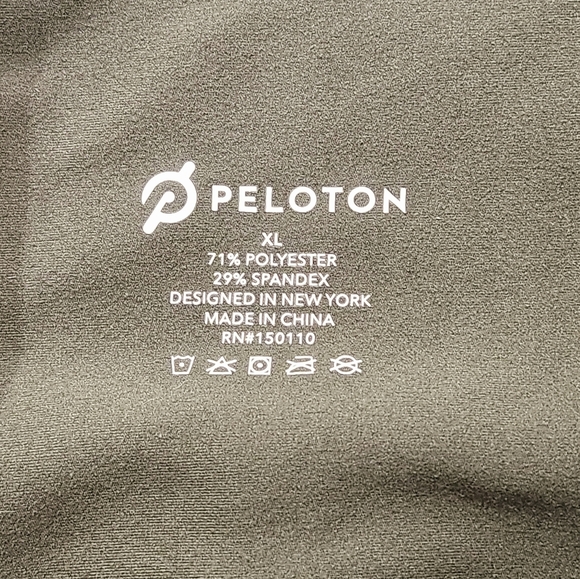 PELOTON
XL
71% POLYESTER
29% SPANDEX
DESIGNED IN NEW YORK
MADE IN CHINA
RN#150110